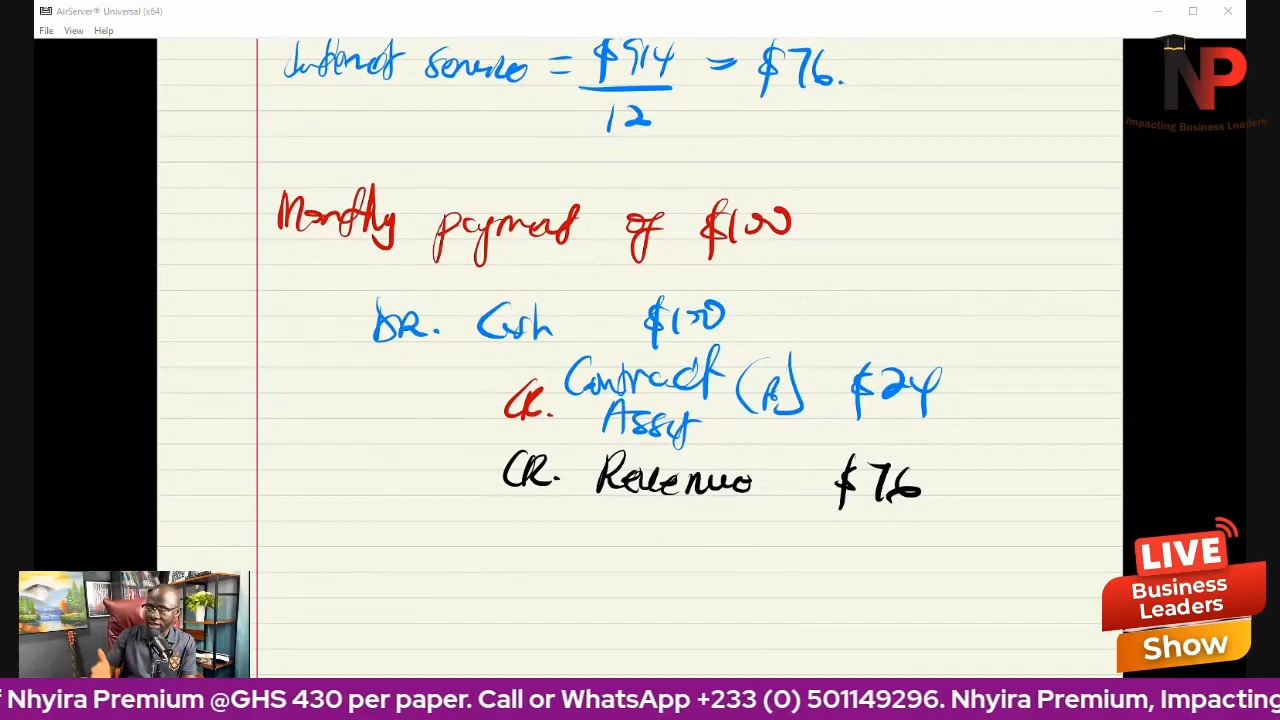 AirServer® Universal (x64)
File View Help
NP
Impacting Business Leaders
Internet service = $914 = $76.
12
Monthly payment of $100
DR. Cash $100
CR. Contract Asset (R) $24
CR. Revenue $76
LIVE
Business
Leaders
Show
f Nhyira Premium @GHS 430 per paper. Call or WhatsApp +233 (0) 501149296. Nhyira Premium, Impacting